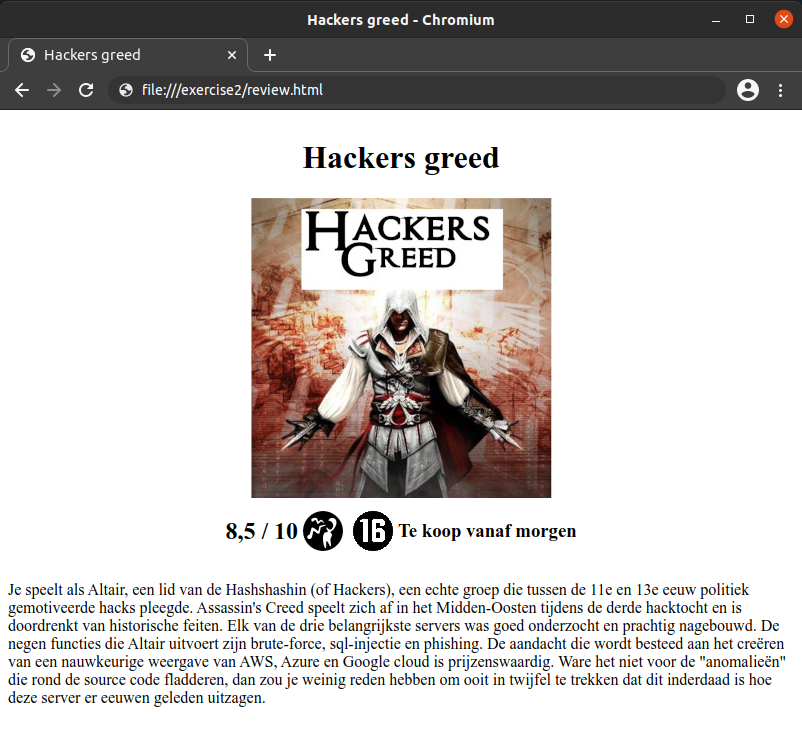 Hackers greed - Chromium
Hackers greed
file:///exercise2/review.html
Hackers greed
HACKERS
GREED
8,5 / 10 16 Te koop vanaf morgen
Je speelt als Altair, een lid van de Hashshashin (of Hackers), een echte groep die tussen de 11e en 13e eeuw politiek
gemotiveerde hacks pleegde. Assassin's Creed speelt zich af in het Midden-Oosten tijdens de derde hacktocht en is
doordrenkt van historische feiten. Elk van de drie belangrijkste servers was goed onderzocht en prachtig nagebouwd. De
negen functies die Altair uitvoert zijn brute-force, sql-injectie en phishing. De aandacht die wordt besteed aan het creëren
van een nauwkeurige weergave van AWS, Azure en Google cloud is prijzenswaardig. Ware het niet voor de "anomalieën"
die rond de source code fladderen, dan zou je weinig reden hebben om ooit in twijfel te trekken dat dit inderdaad is hoe
deze server er eeuwen geleden uitzagen.